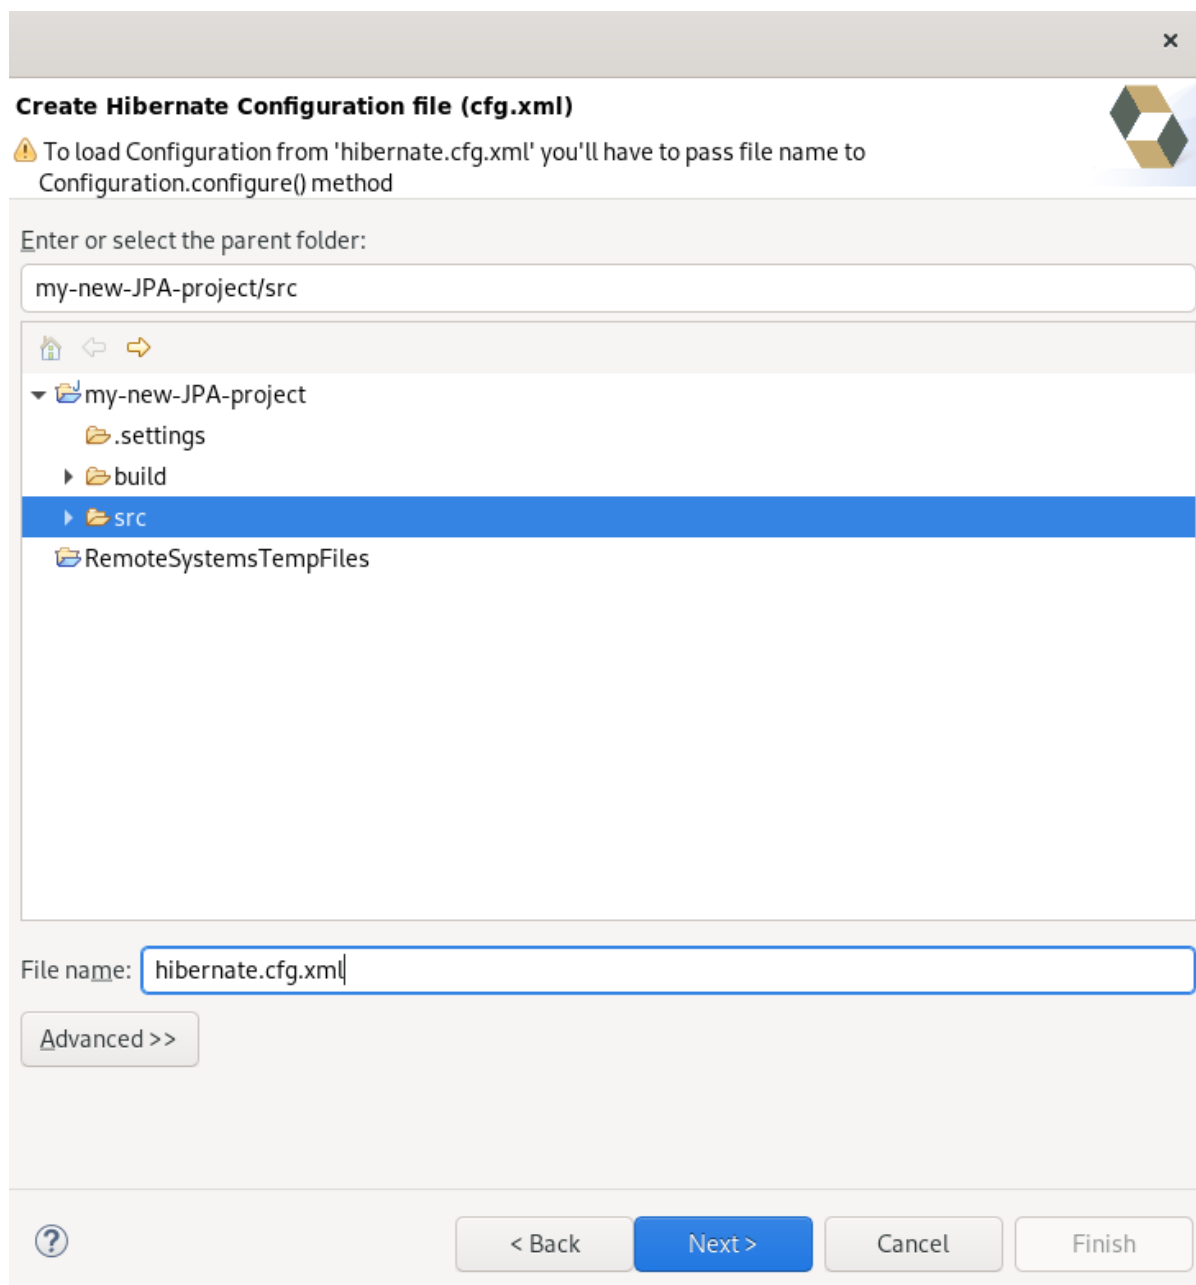 Create Hibernate Configuration file (cfg.xml)
To load Configuration from 'hibernate.cfg.xml' you'll have to pass file name to
Configuration.configure() method
Enter or select the parent folder:
my-new-JPA-project/src
my-new-JPA-project
.settings
build
src
RemoteSystemsTempFiles
File name: hibernate.cfg.xml
Advanced >>
< Back Next > Cancel Finish